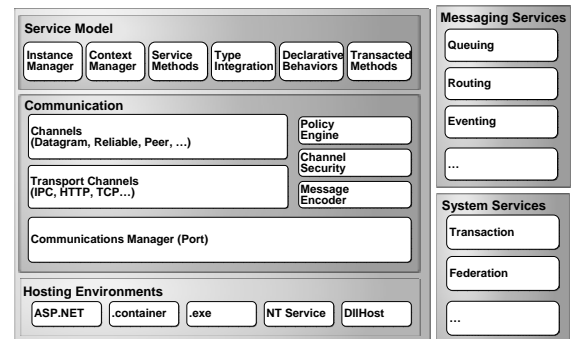 Service Model
Instance
Manager
Context
Manager
Service
Methods
Type
Integration
Declarative
Behaviors
Transacted
Methods
Communication
Channels
(Datagram, Reliable, Peer, …)
Policy
Engine
Channel
Security
Transport Channels
(IPC, HTTP, TCP…)
Message
Encoder
Communications Manager (Port)
Hosting Environments
ASP.NET
.container
.exe
NT Service
DllHost
Messaging Services
Queuing
Routing
Eventing
…
System Services
Transaction
Federation
…